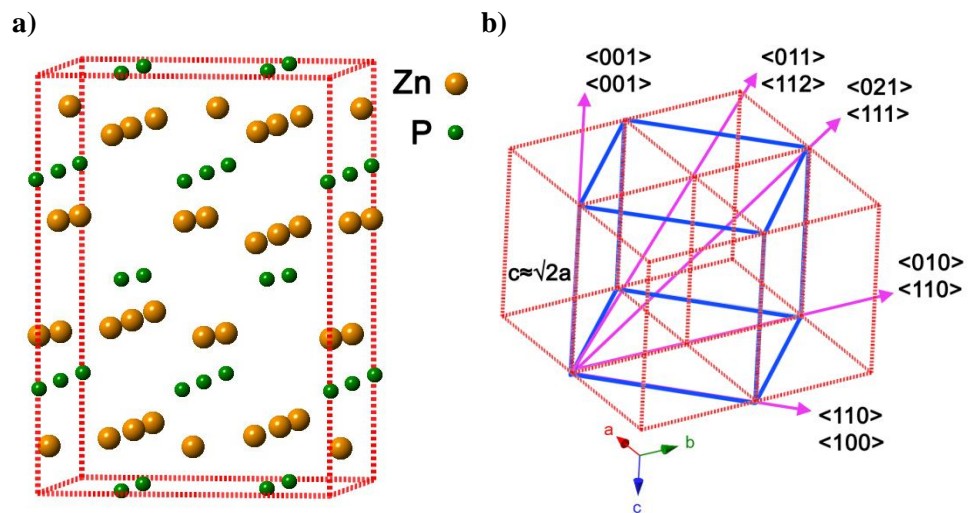 a)
Zn
P
b)
<001>
<001>
<011>
<112>
<021>
<111>
c≈√2a
<010>
<110>
<110>
<100>
a
b
c